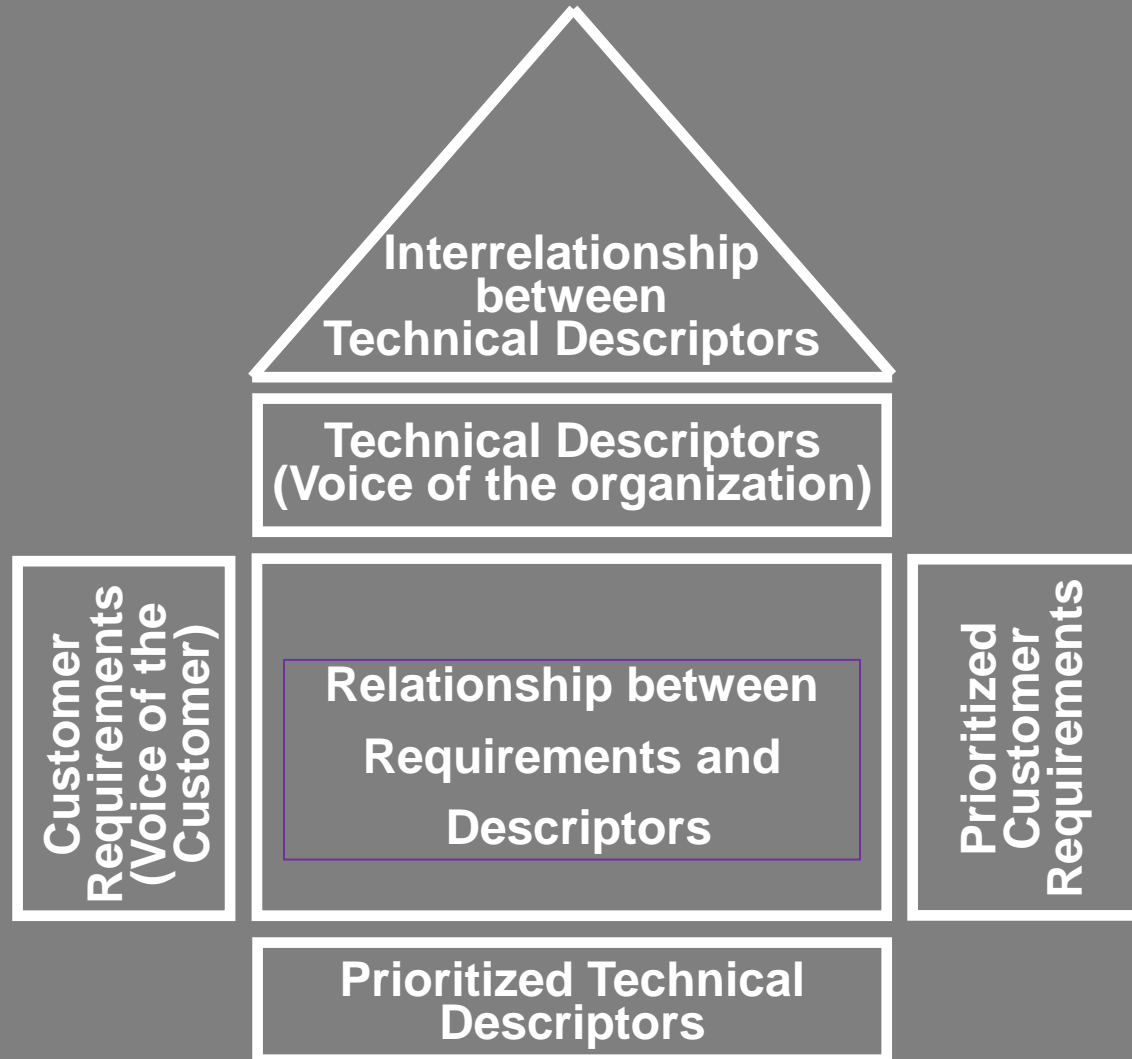 Interrelationship
between
Technical Descriptors
Technical Descriptors
(Voice of the organization)
Customer
Requirements
(Voice of the
Customer)
Relationship between
Requirements and
Descriptors
Prioritized
Customer
Requirements
Prioritized Technical
Descriptors